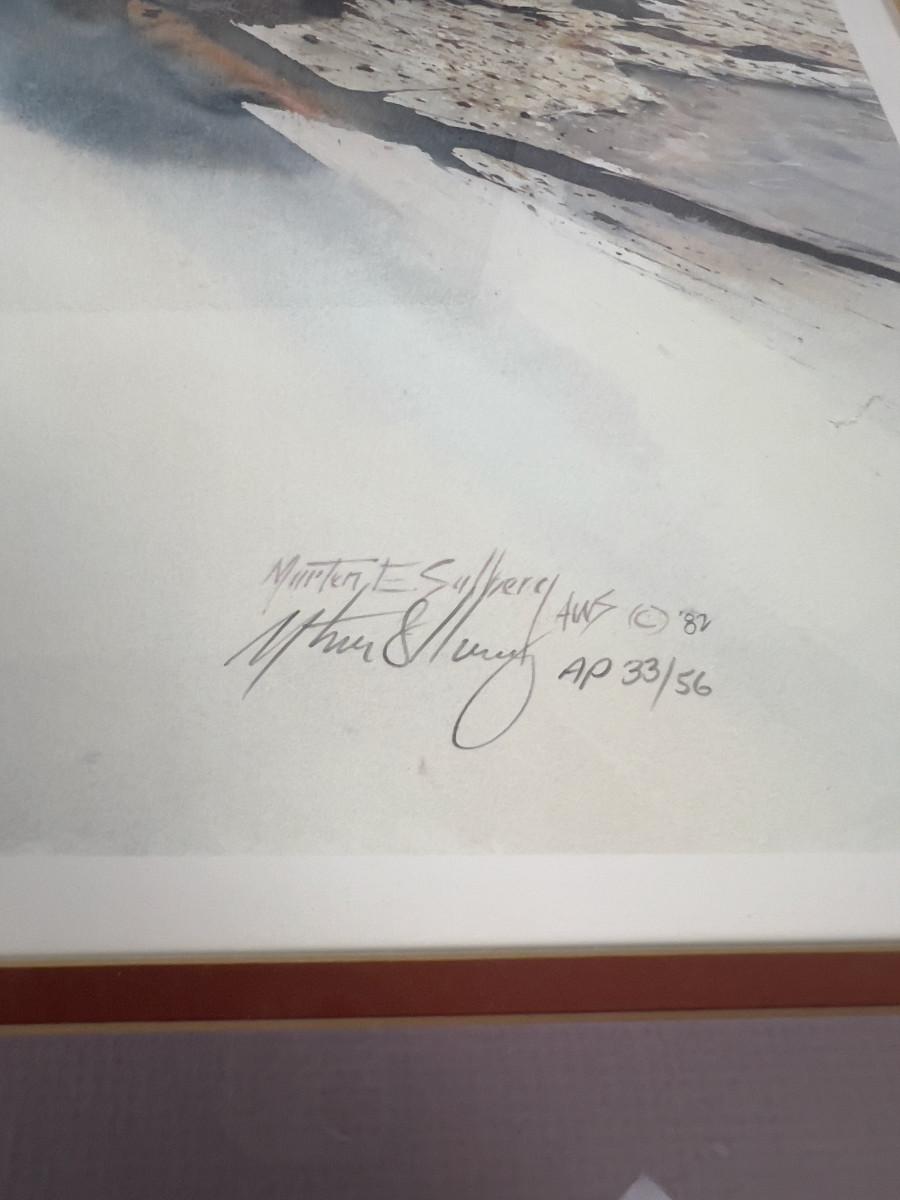 Morten E. Solberg AWS © '82
AP 33/56